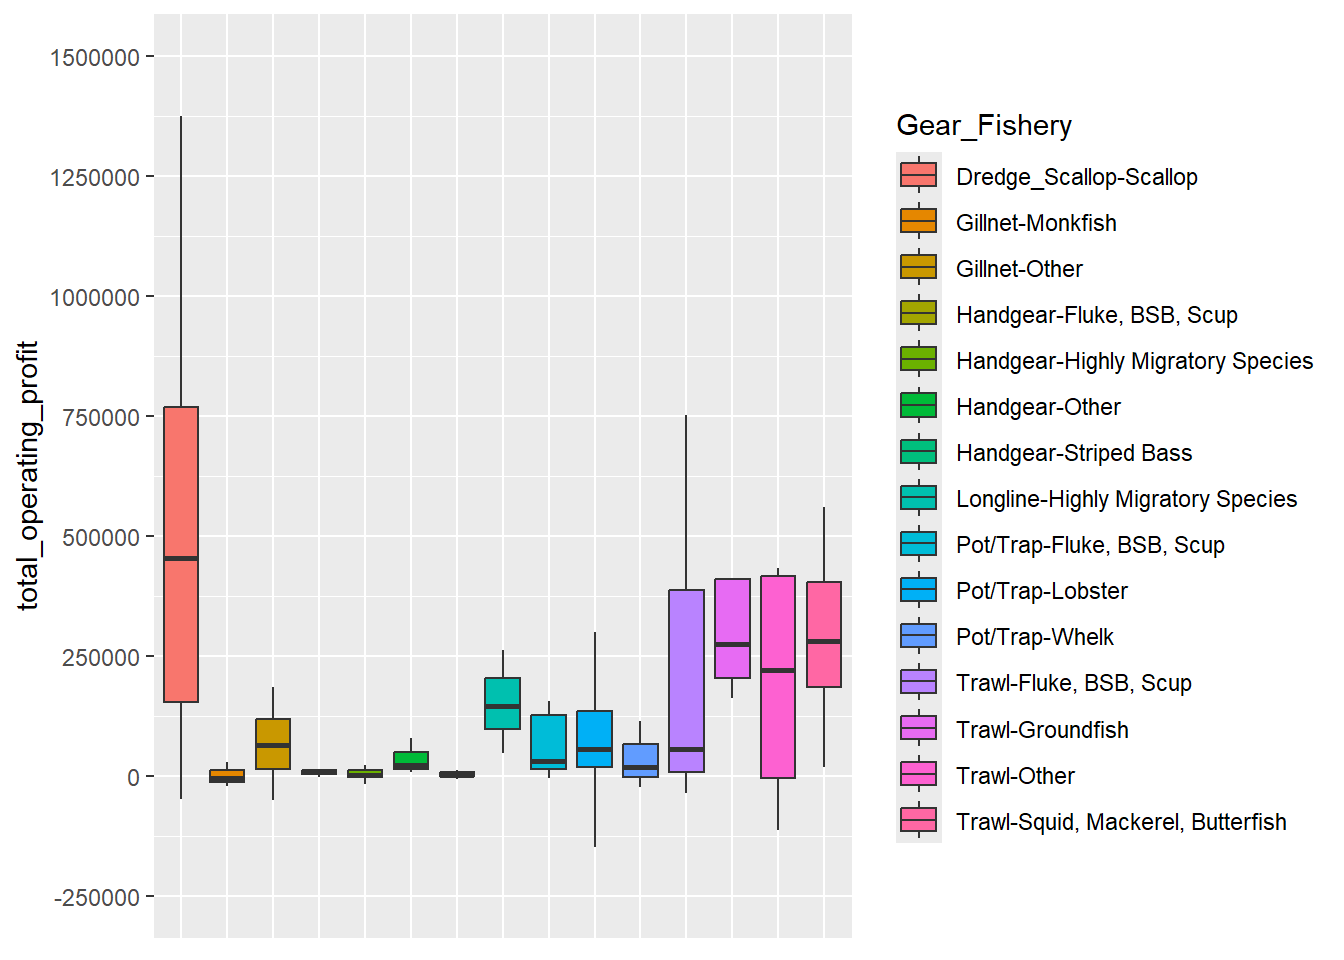 total_operating_profit
1500000
1250000
1000000
750000
500000
250000
0
-250000
Gear_Fishery
Dredge_Scallop-Scallop
Gillnet-Monkfish
Gillnet-Other
Handgear-Fluke, BSB, Scup
Handgear-Highly Migratory Species
Handgear-Other
Handgear-Striped Bass
Longline-Highly Migratory Species
Pot/Trap-Fluke, BSB, Scup
Pot/Trap-Lobster
Pot/Trap-Whelk
Trawl-Fluke, BSB, Scup
Trawl-Groundfish
Trawl-Other
Trawl-Squid, Mackerel, Butterfish